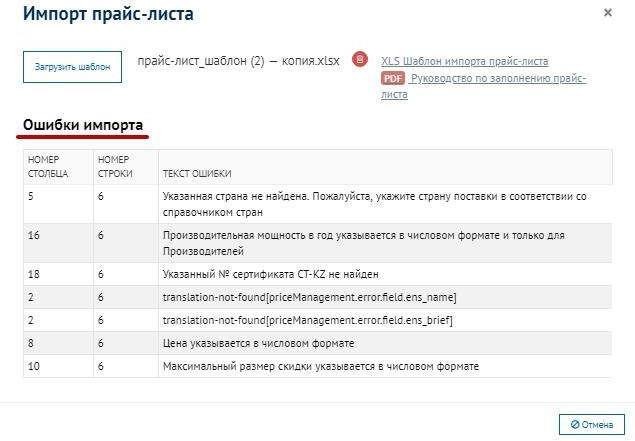 Импорт прайс-листа
×
Загрузить шаблон
прайс-лист_шаблон (2) — копия.xlsx
XLS Шаблон импорта прайс-листа
PDF Руководство по заполнению прайс-
листа
Ошибки импорта
НОМЕР СТОЛБЦА НОМЕР СТРОКИ ТЕКСТ ОШИБКИ
5 6 Указанная страна не найдена. Пожалуйста, укажите страну поставки в соответствии со
справочником стран
16 6 Производительная мощность в год указывается в числовом формате и только для
Производителей
18 6 Указанный № сертификата СТ-KZ не найден
2 6 translation-not-found[priceManagement.error.field.ens_name]
2 6 translation-not-found[priceManagement.error.field.ens_brief]
8 6 Цена указывается в числовом формате
10 6 Максимальный размер скидки указывается в числовом формате
Отмена